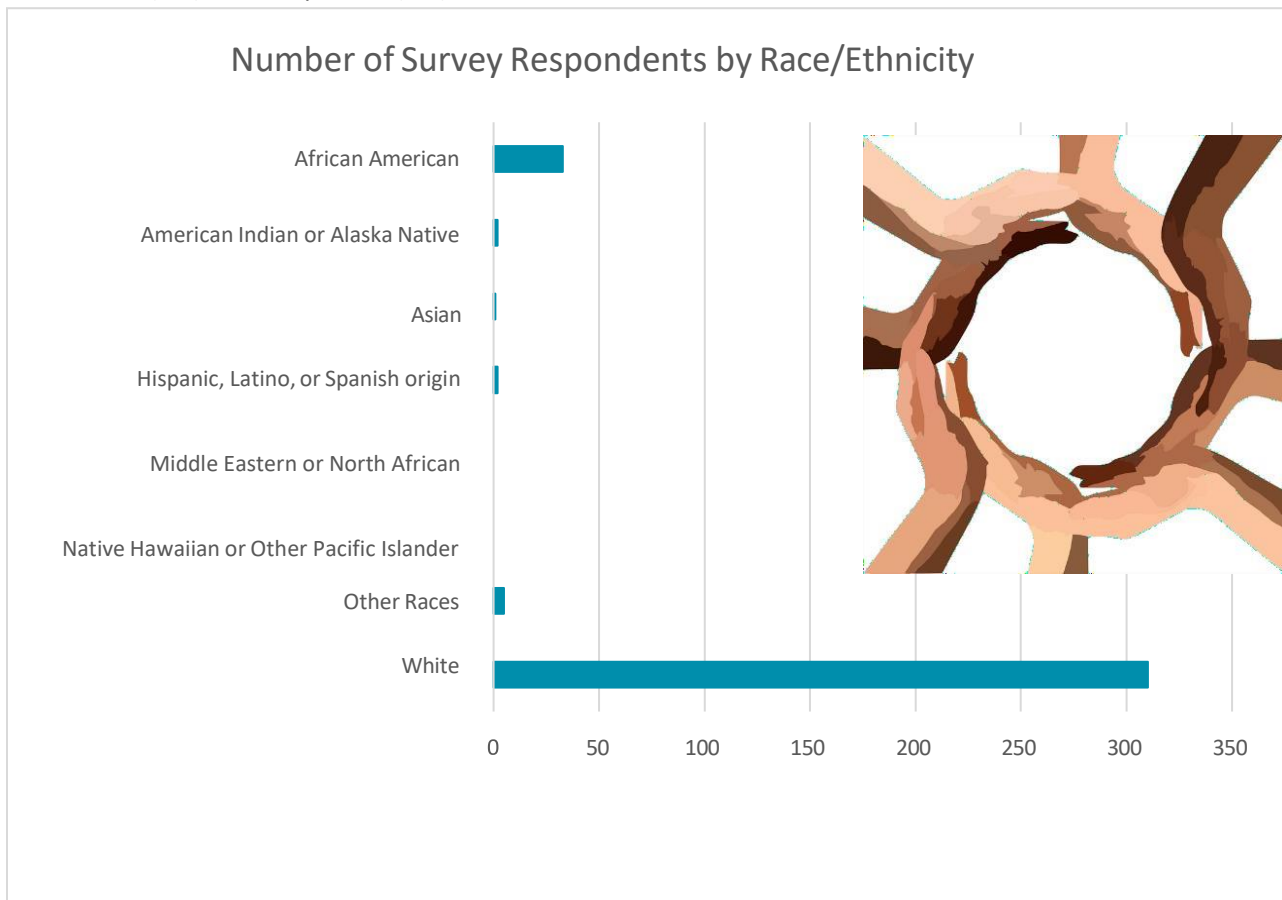 Number of Survey Respondents by Race/Ethnicity
African American
American Indian or Alaska Native
Asian
Hispanic, Latino, or Spanish origin
Middle Eastern or North African
Native Hawaiian or Other Pacific Islander
Other Races
White
0 50 100 150 200 250 300 350